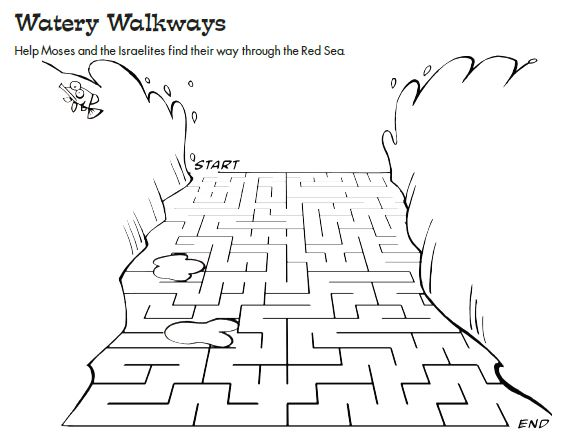 Watery Walkways
Help Moses and the Israelites find their way through the Red Sea.
START
END